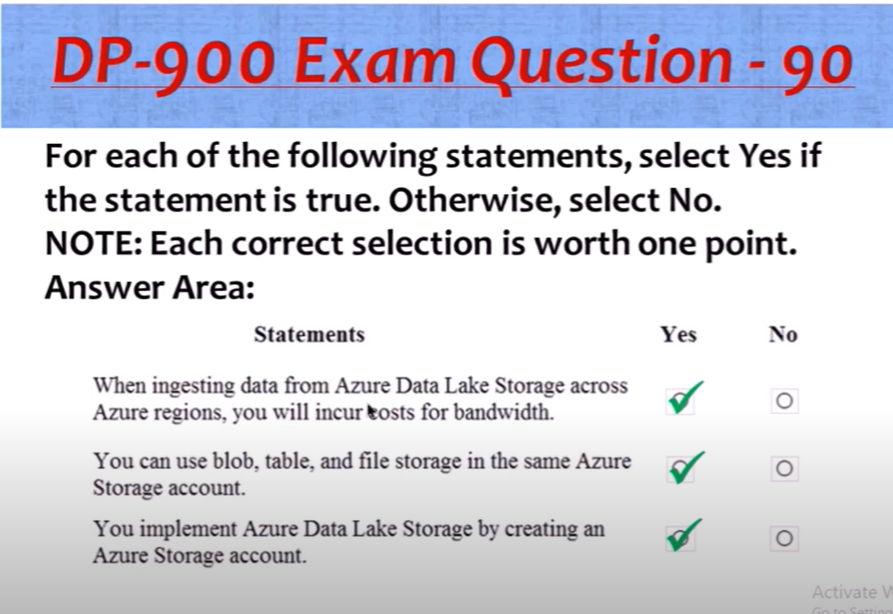 DP-900 Exam Question - 90
For each of the following statements, select Yes if
the statement is true. Otherwise, select No.
NOTE: Each correct selection is worth one point.
Answer Area:
Statements Yes No
When ingesting data from Azure Data Lake Storage across
Azure regions, you will incur costs for bandwidth.
You can use blob, table, and file storage in the same Azure
Storage account.
You implement Azure Data Lake Storage by creating an
Azure Storage account.
Activate W
Go to Setting